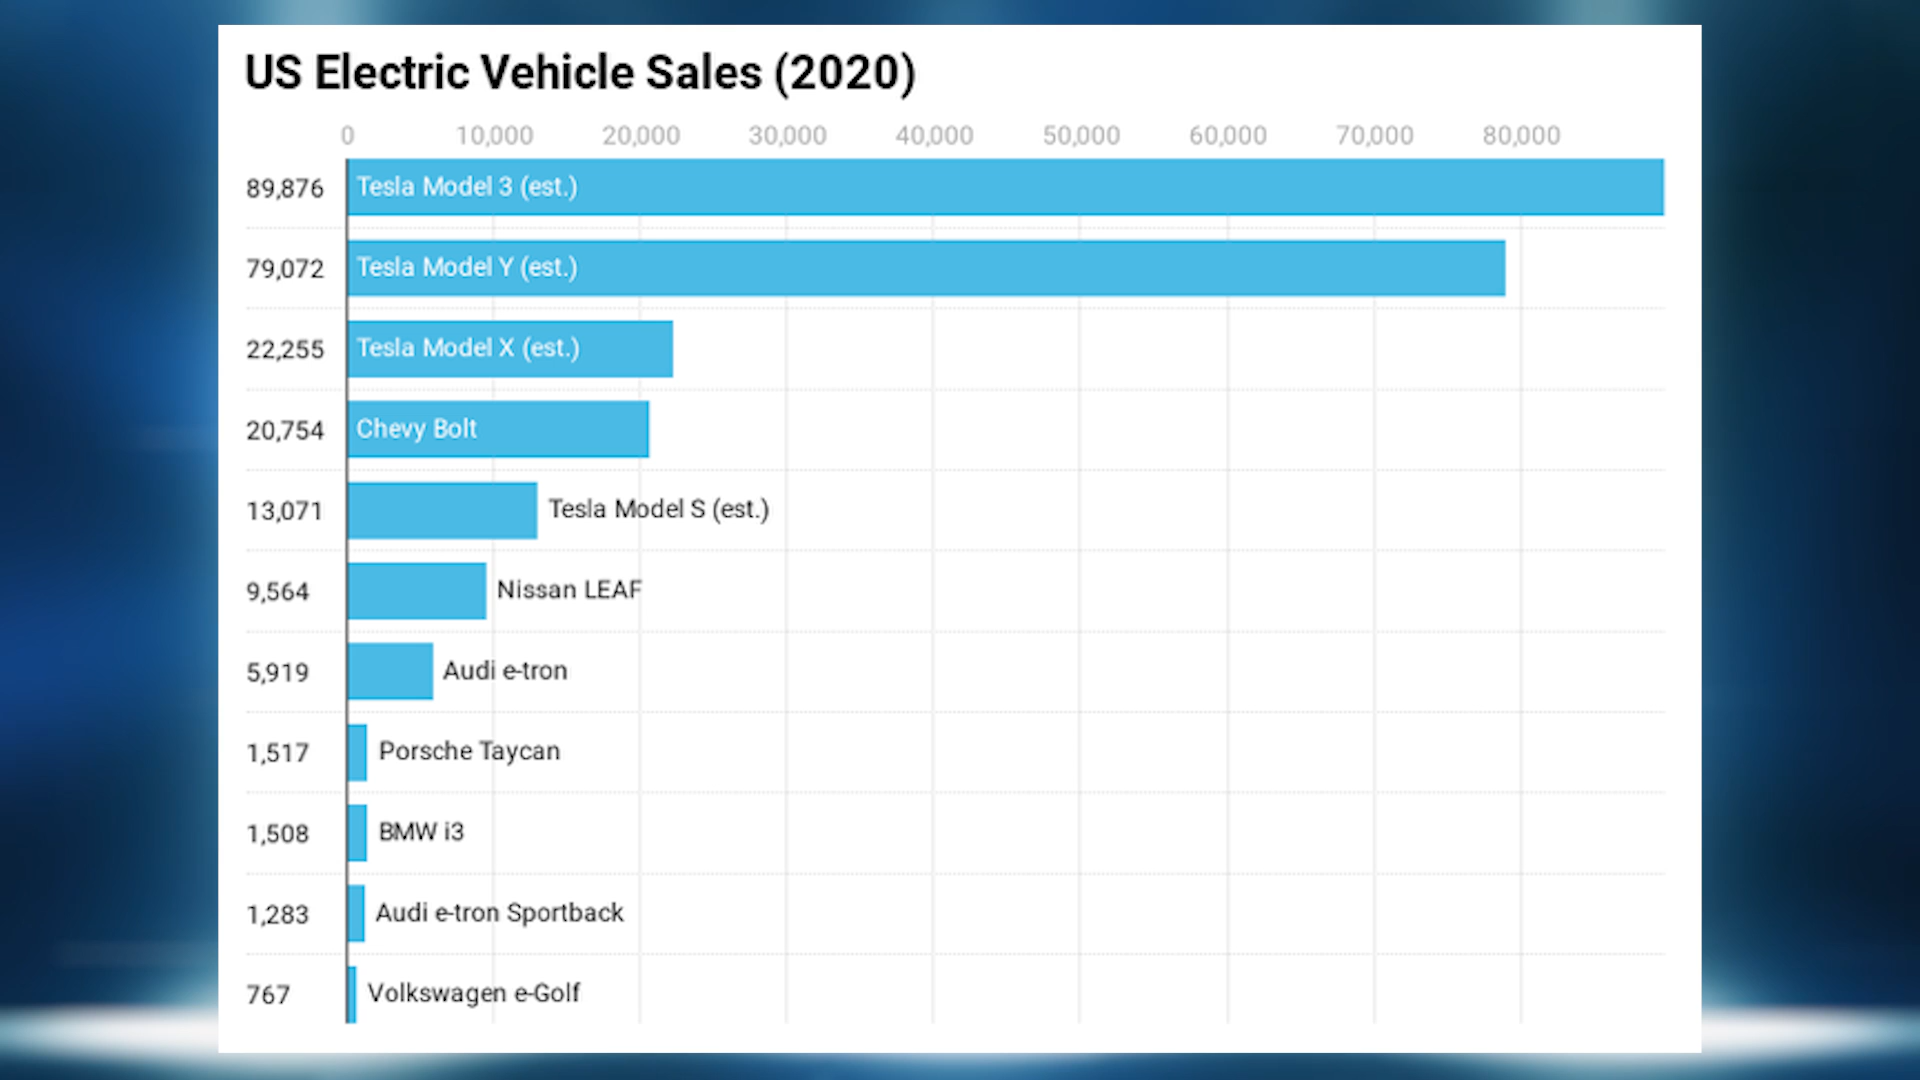 US Electric Vehicle Sales (2020)
0 10,000 20,000 30,000 40,000 50,000 60,000 70,000 80,000
89,876 Tesla Model 3 (est.)
79,072 Tesla Model Y (est.)
22,255 Tesla Model X (est.)
20,754 Chevy Bolt
13,071 Tesla Model S (est.)
9,564 Nissan LEAF
5,919 Audi e-tron
1,517 Porsche Taycan
1,508 BMW i3
1,283 Audi e-tron Sportback
767 Volkswagen e-Golf